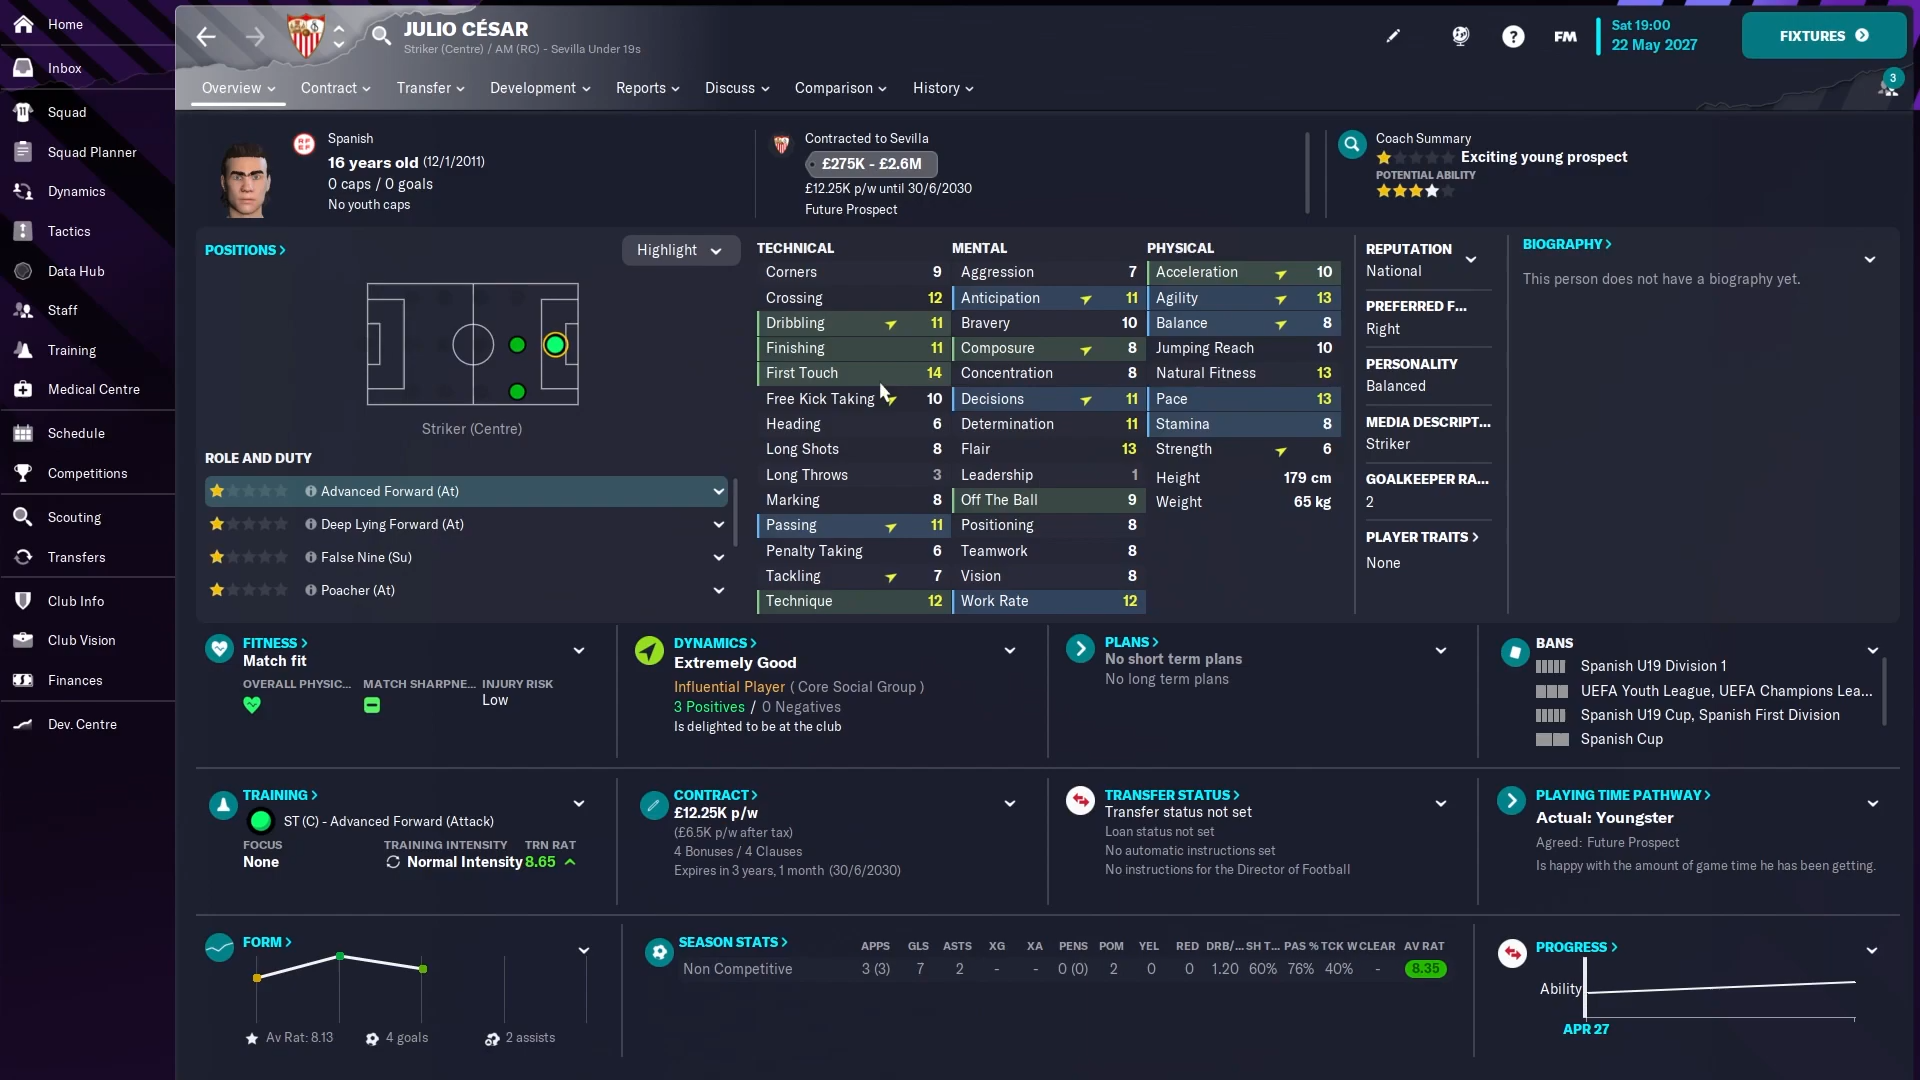 Home
Inbox
Squad
Squad Planner
Dynamics
Tactics
Data Hub
Staff
Training
Medical Centre
Schedule
Competitions
Scouting
Transfers
Club Info
Club Vision
Finances
Dev. Centre
JULIO CÉSAR
Striker (Centre) / AM (RC) - Sevilla Under 19s
FM
Sat 19:00
22 May 2027
FIXTURES
3
Overview
Contract
Transfer
Development
Reports
Discuss
Comparison
History
Spanish
16 years old (12/1/2011)
0 caps / 0 goals
No youth caps
Contracted to Sevilla
£275K - £2.6M
£12.25K p/w until 30/6/2030
Future Prospect
Coach Summary
Exciting young prospect
POTENTIAL ABILITY
POSITIONS >
Highlight
Striker (Centre)
ROLE AND DUTY
Advanced Forward (At)
Deep Lying Forward (At)
False Nine (Su)
Poacher (At)
TECHNICAL
Corners 9
Crossing 12
Dribbling 11
Finishing 11
First Touch 14
Free Kick Taking 10
Heading 6
Long Shots 8
Long Throws 3
Marking 8
Passing 11
Penalty Taking 6
Tackling 7
Technique 12
MENTAL
Aggression 7
Anticipation 11
Bravery 10
Composure 8
Concentration 8
Decisions 11
Determination 11
Flair 13
Leadership 1
Off The Ball 9
Positioning 8
Teamwork 8
Vision 8
Work Rate 12
PHYSICAL
Acceleration 10
Agility 13
Balance 8
Jumping Reach 10
Natural Fitness 13
Pace 13
Stamina 8
Strength 6
Height 179 cm
Weight 65 kg
REPUTATION
National
PREFERRED F...
Right
PERSONALITY
Balanced
MEDIA DESCRIPT...
Striker
GOALKEEPER RA...
2
PLAYER TRAITS >
None
BIOGRAPHY >
This person does not have a biography yet.
FITNESS >
Match fit
OVERALL PHYSIC... MATCH SHARPNE... INJURY RISK
Low
DYNAMICS >
Extremely Good
Influential Player ( Core Social Group )
3 Positives / 0 Negatives
Is delighted to be at the club
PLANS >
No short term plans
No long term plans
BANS
Spanish U19 Division 1
UEFA Youth League, UEFA Champions Lea...
Spanish U19 Cup, Spanish First Division
Spanish Cup
TRAINING >
ST (C) - Advanced Forward (Attack)
FOCUS TRAINING INTENSITY TRN RAT
None Normal Intensity 8.65
CONTRACT >
£12.25K p/w
(£6.5K p/w after tax)
4 Bonuses / 4 Clauses
Expires in 3 years, 1 month (30/6/2030)
TRANSFER STATUS >
Transfer status not set
Loan status not set
No automatic instructions set
No instructions for the Director of Football
PLAYING TIME PATHWAY >
Actual: Youngster
Agreed: Future Prospect
Is happy with the amount of game time he has been getting.
FORM >
Av Rat: 8.13 4 goals 2 assists
SEASON STATS > APPS GLS ASTS XG XA PENS POM YEL RED DRB/... SH T... PAS % TCK W CLEAR AV RAT
Non Competitive 3 (3) 7 2 - - 0 (0) 2 0 0 1.20 60% 76% 40% - 8.35
PROGRESS >
Ability
APR 27